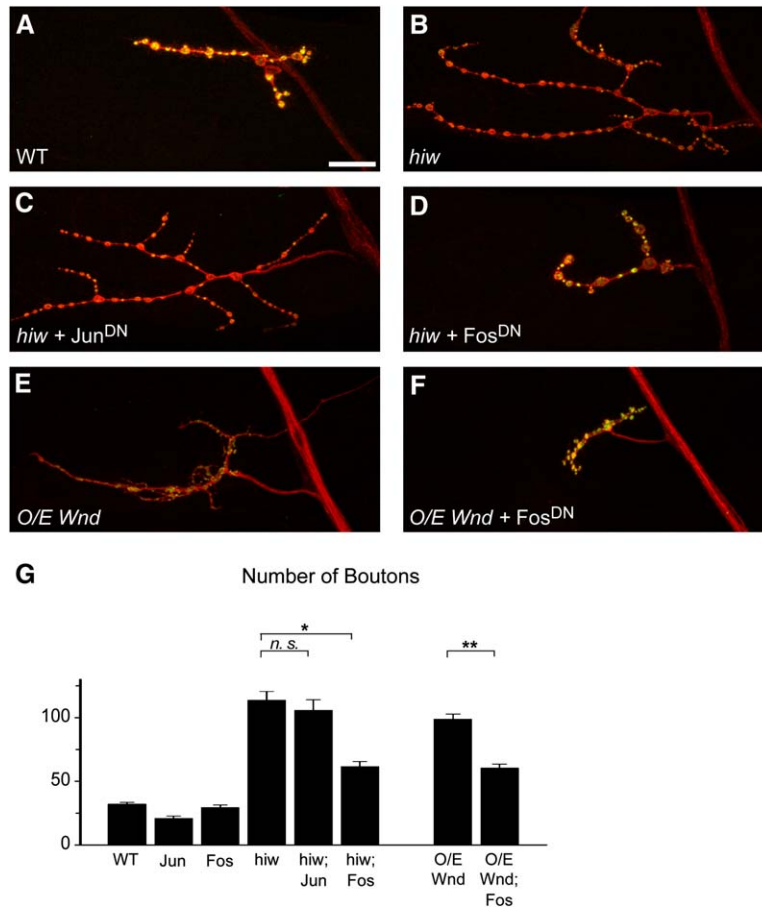 A
WT
B
hiw
C
hiw + Jun^DN
D
hiw + Fos^DN
E
O/E Wnd
F
O/E Wnd + Fos^DN
G
Number of Boutons
*
n. s.
**
100
50
0
WT
Jun
Fos
hiw
hiw;
Jun
hiw;
Fos
O/E
Wnd
O/E
Wnd;
Fos